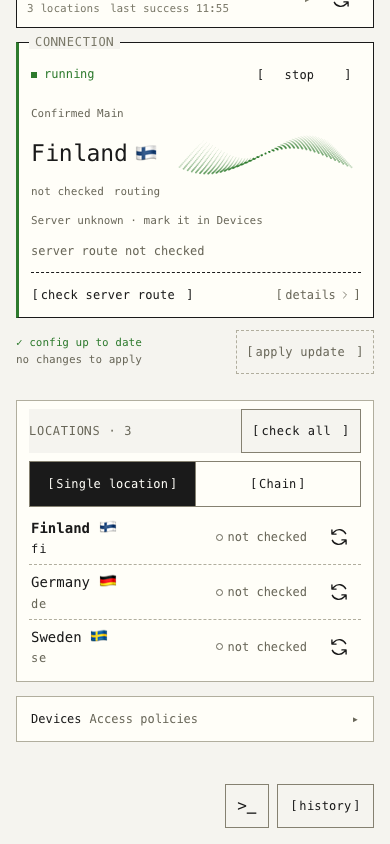 3 locations last success 11:55
CONNECTION
running
[ stop ]
Confirmed Main
Finland 🇫🇮
not checked routing
Server unknown · mark it in Devices
server route not checked
[check server route ]
[details > ]
✓ config up to date
no changes to apply
[apply update ]
LOCATIONS · 3
[check all ]
[Single location]
[Chain]
Finland 🇫🇮
fi
not checked
Germany 🇩🇪
de
not checked
Sweden 🇸🇪
se
not checked
Devices Access policies ▸
>_
[history]